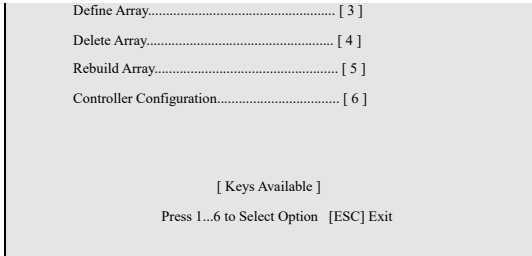 Define Array.................................................... [ 3 ]
Delete Array.................................................... [ 4 ]
Rebuild Array................................................... [ 5 ]
Controller Configuration.................................. [ 6 ]
[ Keys Available ]
Press 1...6 to Select Option [ESC] Exit